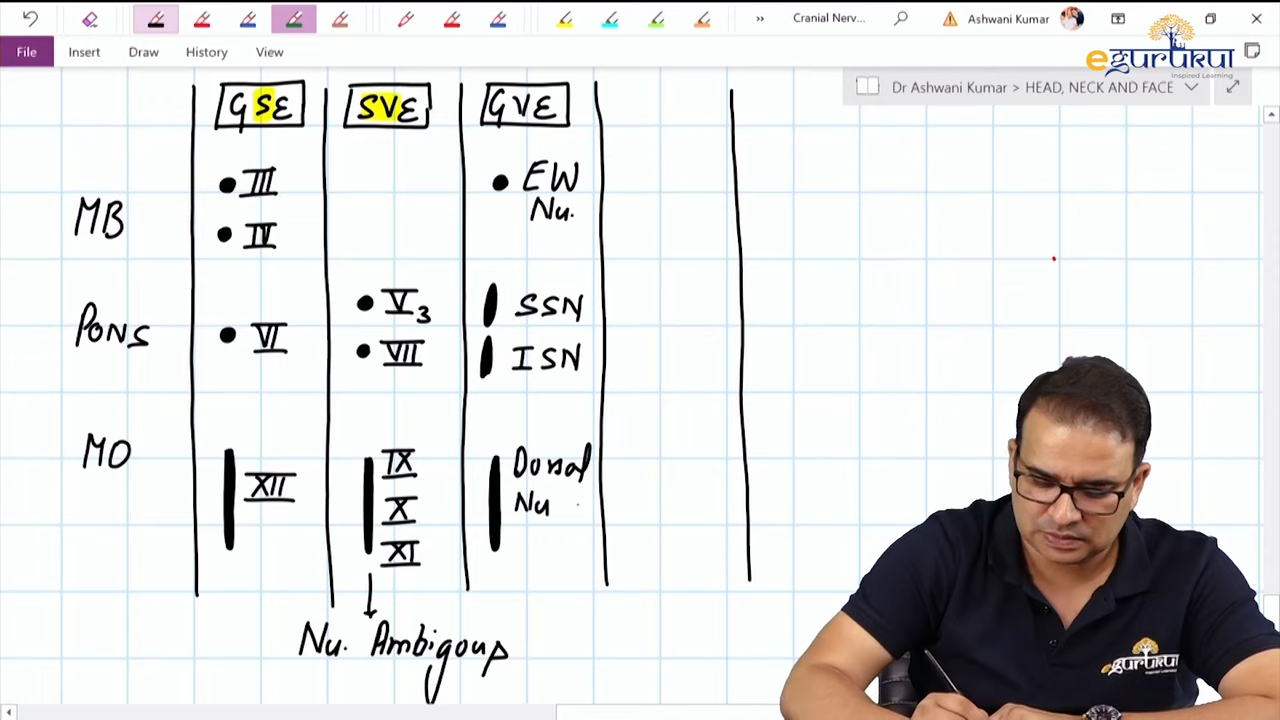 Cranial Nerv...
Ashwani Kumar
File
Insert
Draw
History
View
egurukul
Inspired Learning
Dr Ashwani Kumar > HEAD, NECK AND FACE
GSE
SVE
GVE
MB
III
IV
EW
Nu.
PONS
VI
V3
VII
SSN
ISN
MO
XII
IX
X
XI
Dorsal
Nu
Nu. Ambigous
egurukul